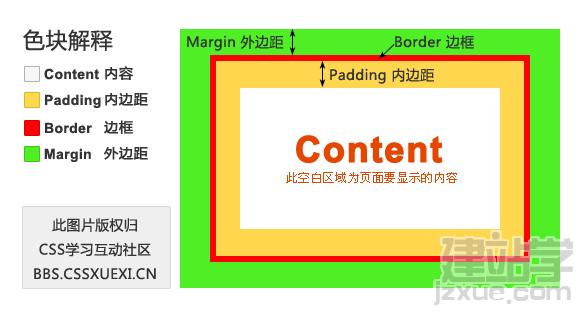 色块解释
Content 内容
Padding 内边距
Border 边框
Margin 外边距
此图片版权归
CSS学习互动社区
BBS.CSSXUEXI.CN
Margin 外边距
Border 边框
Padding 内边距
Content
此空白区域为页面要显示的内容
建站学
jzxue.com